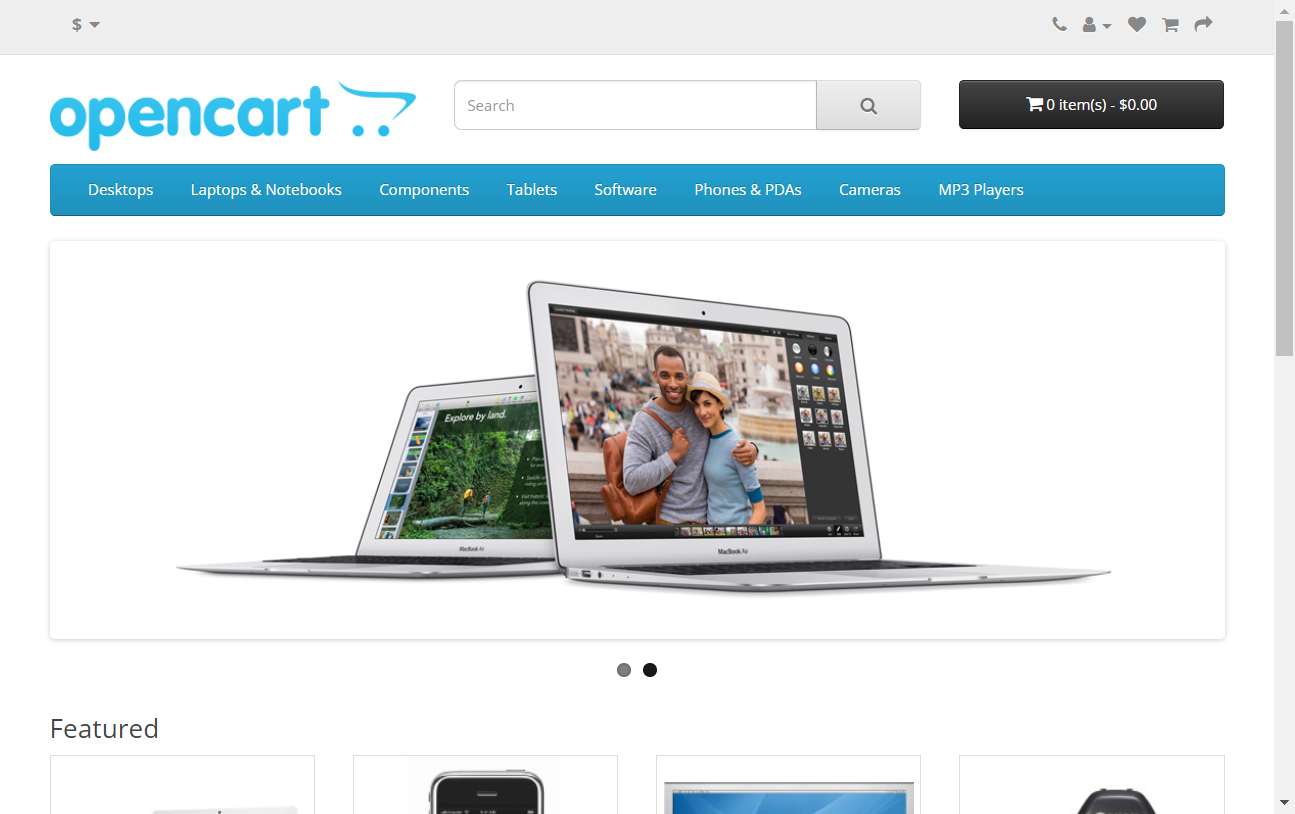 $
opencart
Search
0 item(s) - $0.00
Desktops
Laptops & Notebooks
Components
Tablets
Software
Phones & PDAs
Cameras
MP3 Players
Explore by land.
MacBook Air
MacBook Air
Featured